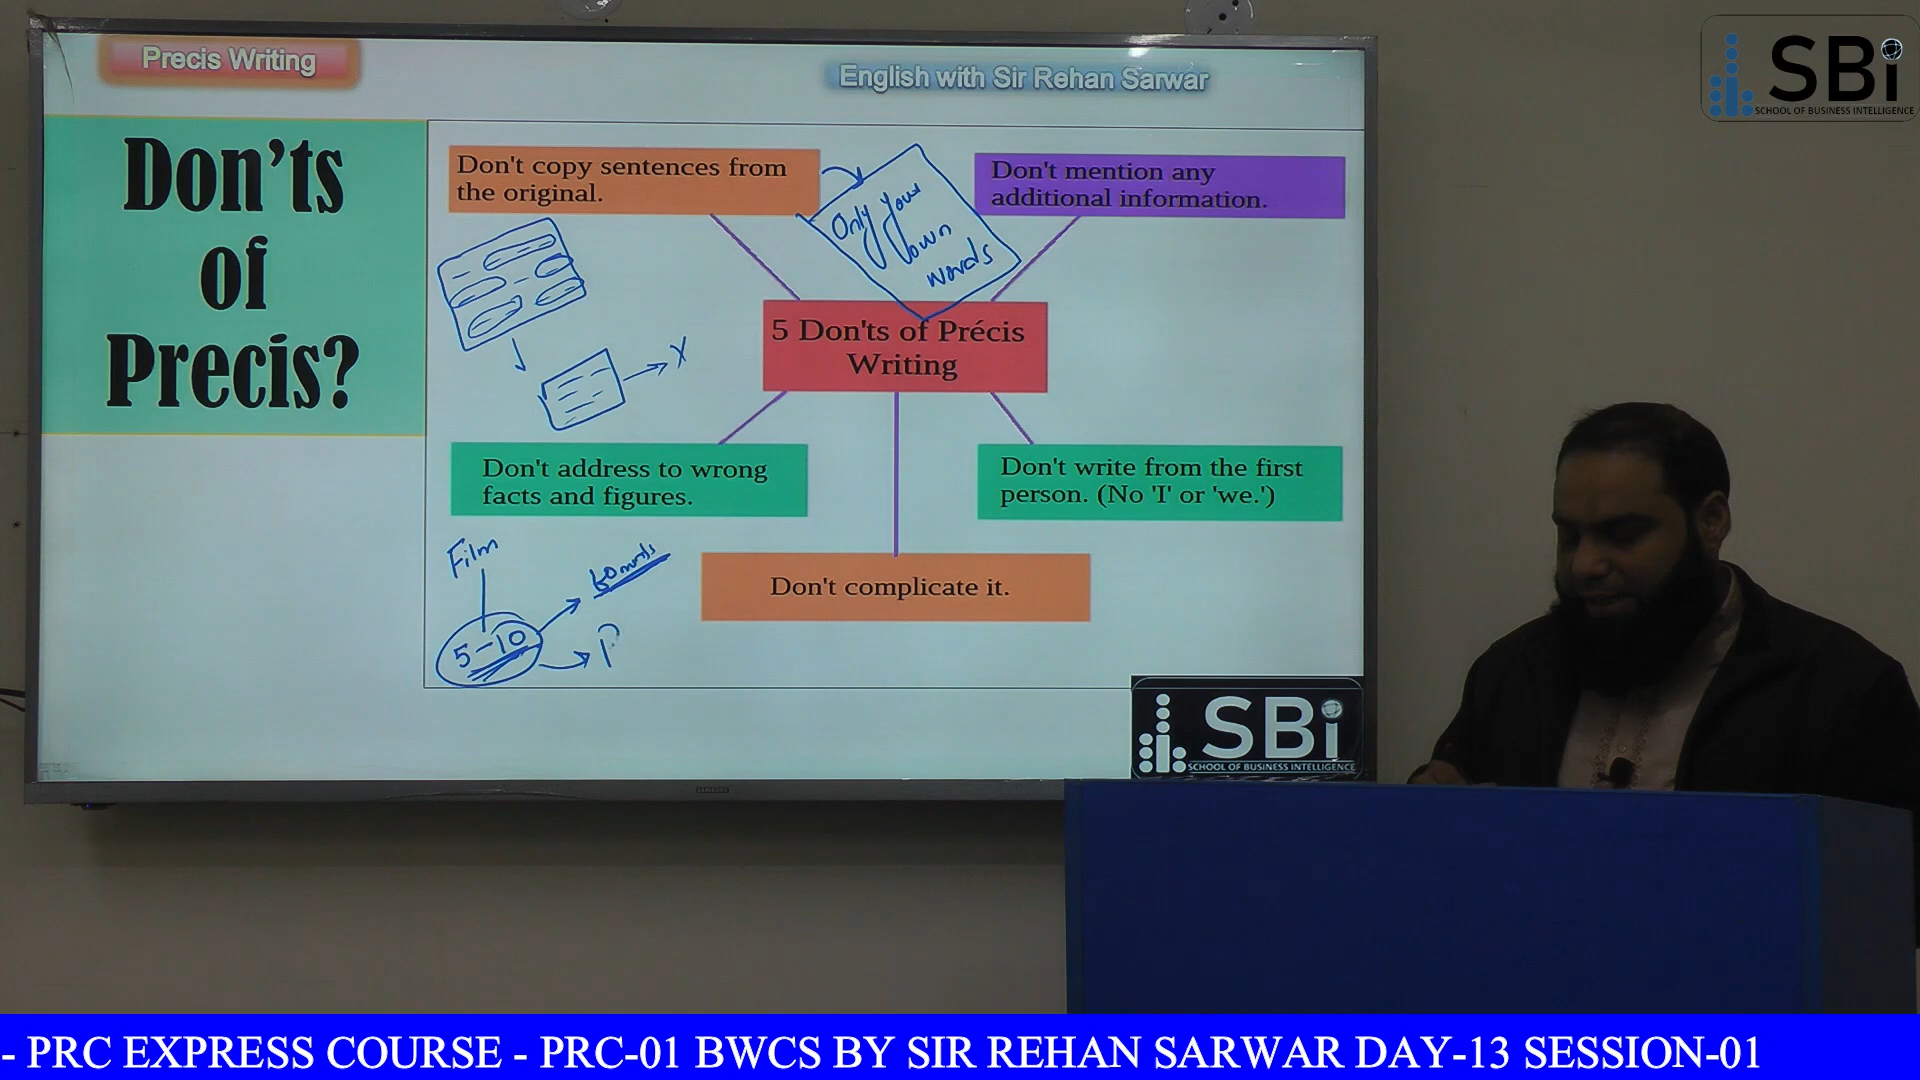 Precis Writing
English with Sir Rehan Sarwar
SBi
SCHOOL OF BUSINESS INTELLIGENCE
Don'ts
of
Precis?
Don't copy sentences from
the original.
Only your
own
words
Don't mention any
additional information.
5 Don'ts of Précis
Writing
X
Don't address to wrong
facts and figures.
Don't write from the first
person. (No 'I' or 'we.')
Don't complicate it.
Film
5-10
P
SBi
SCHOOL OF BUSINESS INTELLIGENCE
- PRC EXPRESS COURSE - PRC-01 BWCS BY SIR REHAN SARWAR DAY-13 SESSION-01